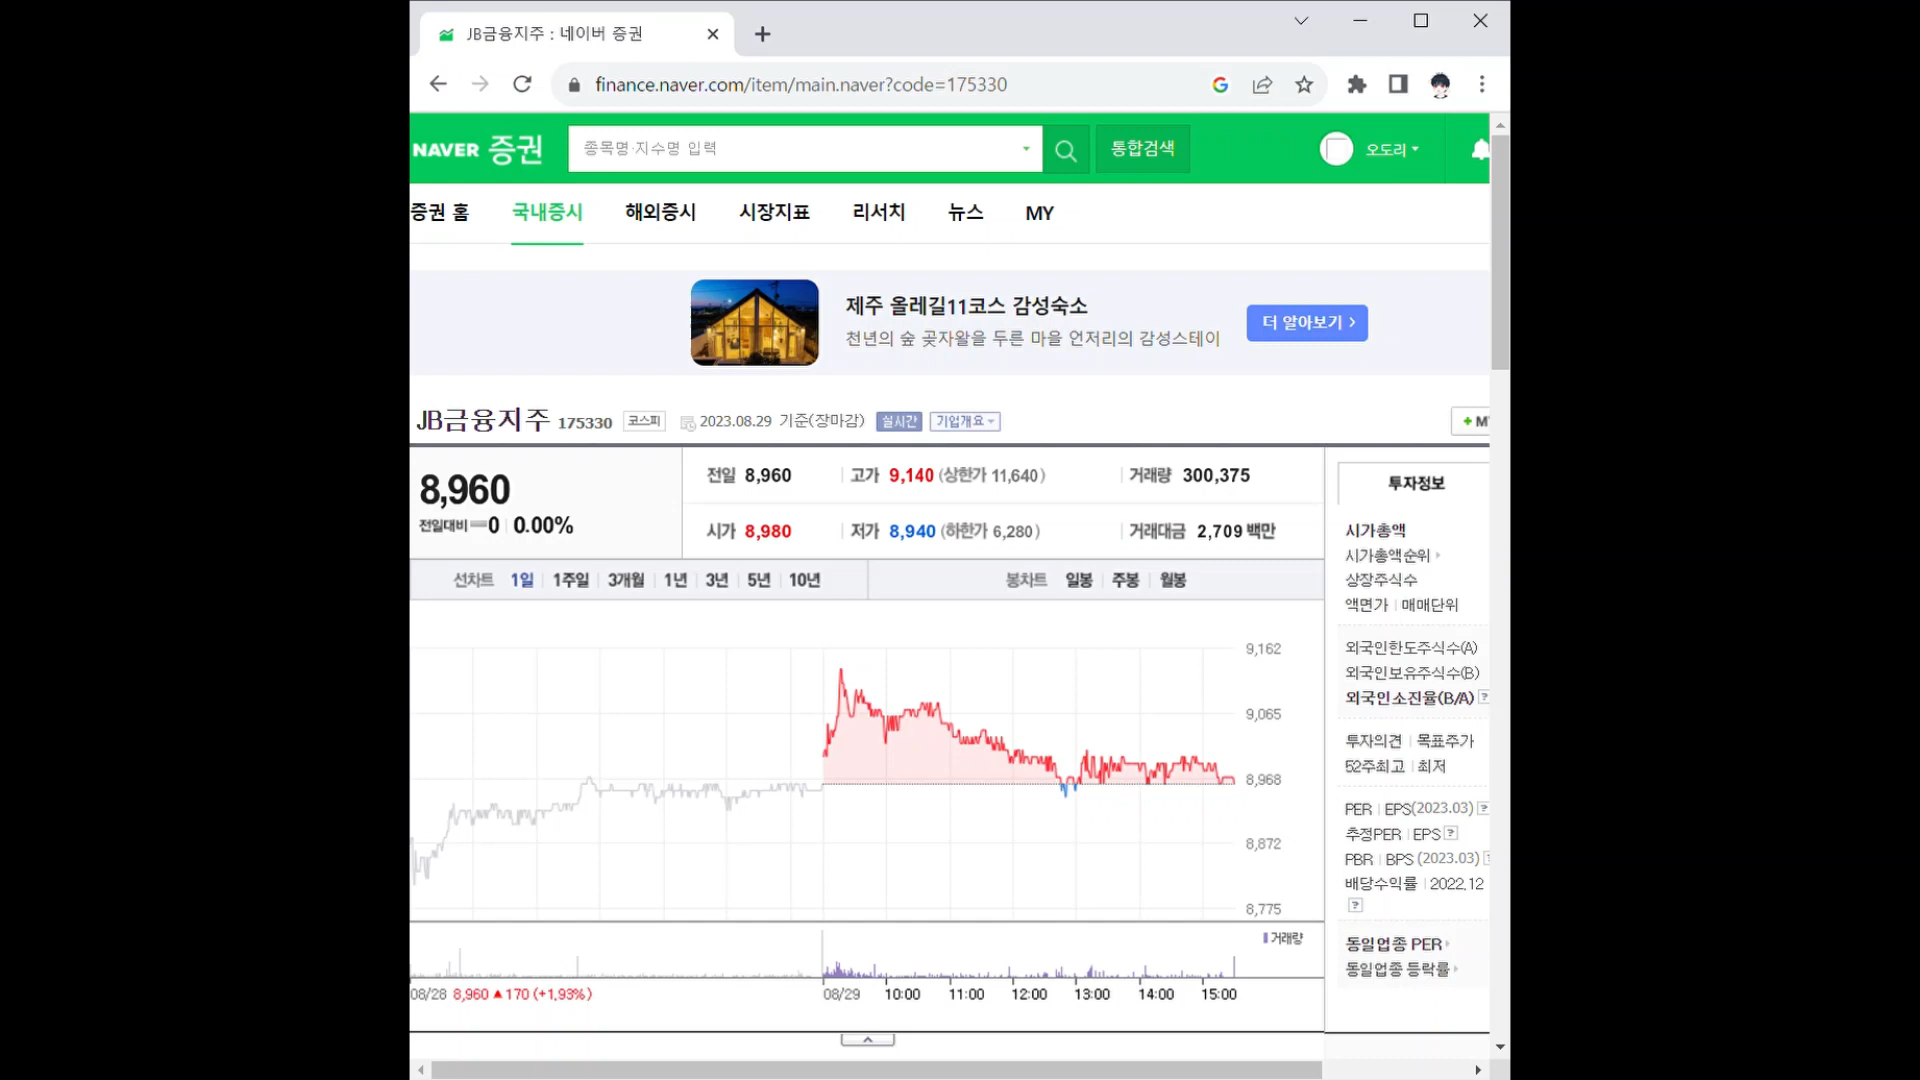 JB금융지주 : 네이버 증권
finance.naver.com/item/main.naver?code=175330
NAVER 증권
종목명·지수명 입력
통합검색
오도리
증권 홈 국내증시 해외증시 시장지표 리서치 뉴스 MY
제주 올레길11코스 감성숙소
천년의 숲 곶자왈을 두른 마을 언저리의 감성스테이
더 알아보기
JB금융지주 175330 코스피 2023.08.29 기준(장마감) 실시간 기업개요
8,960
전일대비 0 0.00%
전일 8,960 고가 9,140 (상한가 11,640) 거래량 300,375
시가 8,980 저가 8,940 (하한가 6,280) 거래대금 2,709 백만
선차트 1일 1주일 3개월 1년 3년 5년 10년 봉차트 일봉 주봉 월봉
9,162
9,065
8,968
8,872
8,775
거래량
08/28 8,960 ▲170 (+1,93%)
08/29 10:00 11:00 12:00 13:00 14:00 15:00
투자정보
시가총액
시가총액순위
상장주식수
액면가 | 매매단위
외국인한도주식수(A)
외국인보유주식수(B)
외국인소진율(B/A) ?
투자의견 | 목표주가
52주최고 | 최저
PER | EPS(2023.03) ?
추정PER | EPS ?
PBR | BPS (2023.03)
배당수익률 | 2022.12
?
동일업종 PER
동일업종 등락률